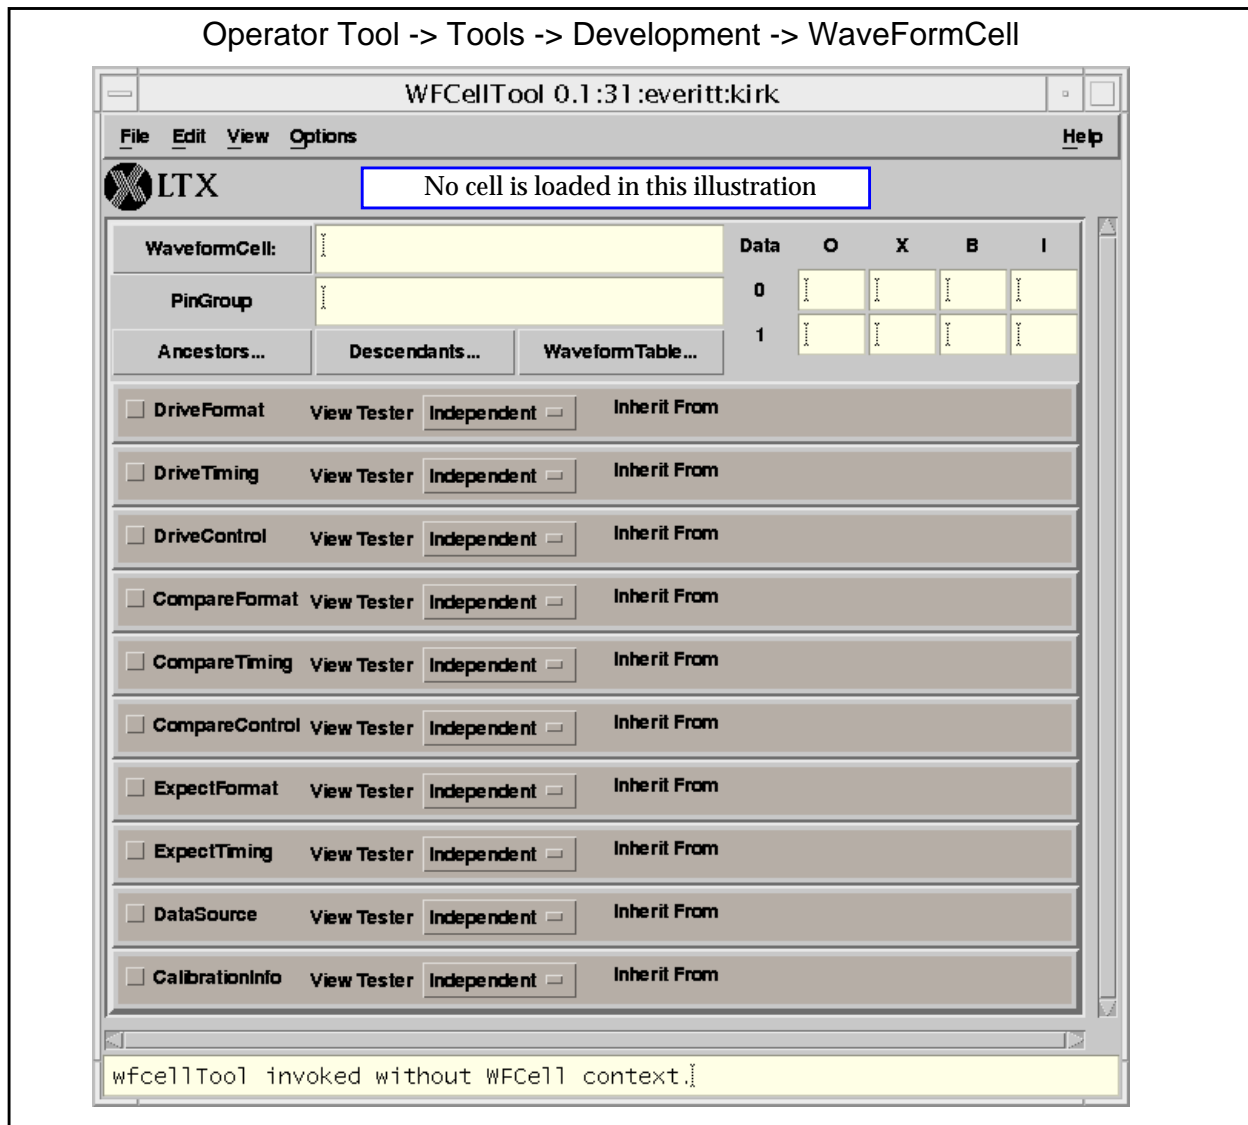 Operator Tool -> Tools -> Development -> WaveFormCell
WFCellTool 0.1:31:everitt:kirk
File Edit View Options Help
LTX
No cell is loaded in this illustration
WaveformCell: Data O X B I
PinGroup 0
1
Ancestors... Descendants... WaveformTable...
DriveFormat View Tester Independent Inherit From
DriveTiming View Tester Independent Inherit From
DriveControl View Tester Independent Inherit From
CompareFormat View Tester Independent Inherit From
CompareTiming View Tester Independent Inherit From
CompareControl View Tester Independent Inherit From
ExpectFormat View Tester Independent Inherit From
ExpectTiming View Tester Independent Inherit From
DataSource View Tester Independent Inherit From
CalibrationInfo View Tester Independent Inherit From
wfcellTool invoked without WFCell context.